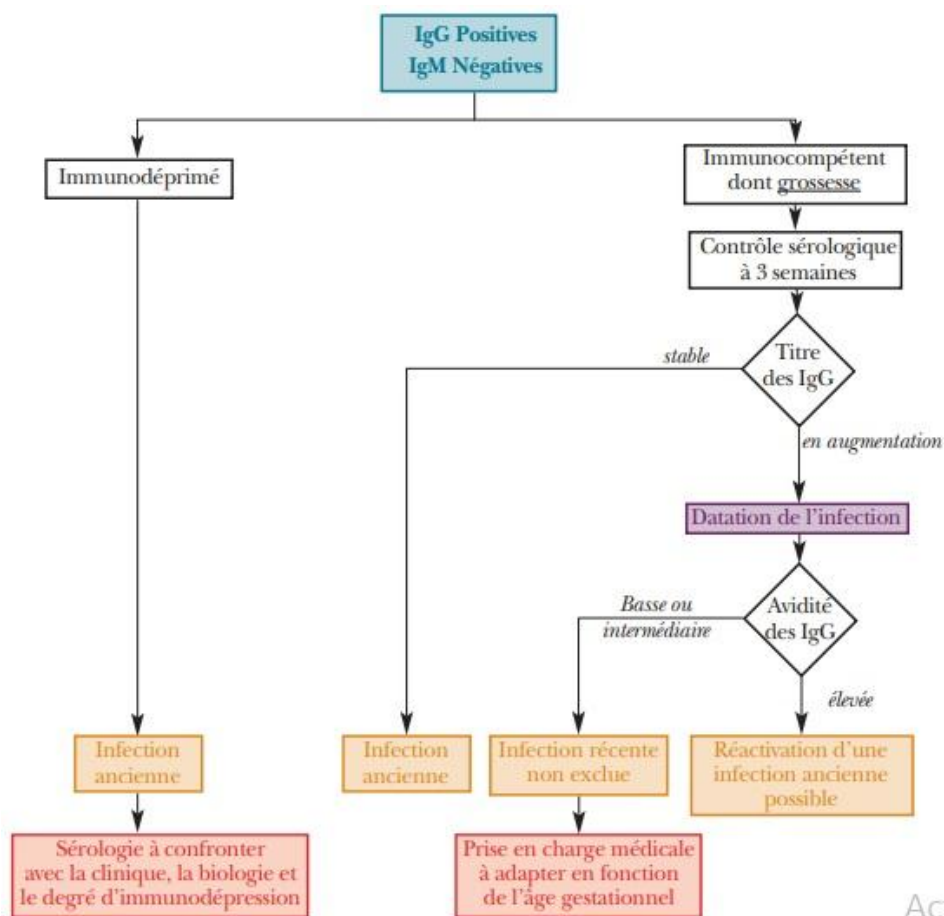 IgG Positives
IgM Négatives
Immunodéprimé
Immunocompétent
dont grossesse
Contrôle sérologique
à 3 semaines
Titre
des IgG
stable
en augmentation
Datation de l'infection
Avidité
des IgG
Basse ou
intermédiaire
élevée
Infection
ancienne
Infection
ancienne
Infection récente
non exclue
Réactivation d'une
infection ancienne
possible
Sérologie à confronter
avec la clinique, la biologie et
le degré d'immunodépression
Prise en charge médicale
à adapter en fonction
de l'âge gestationnel
Ac